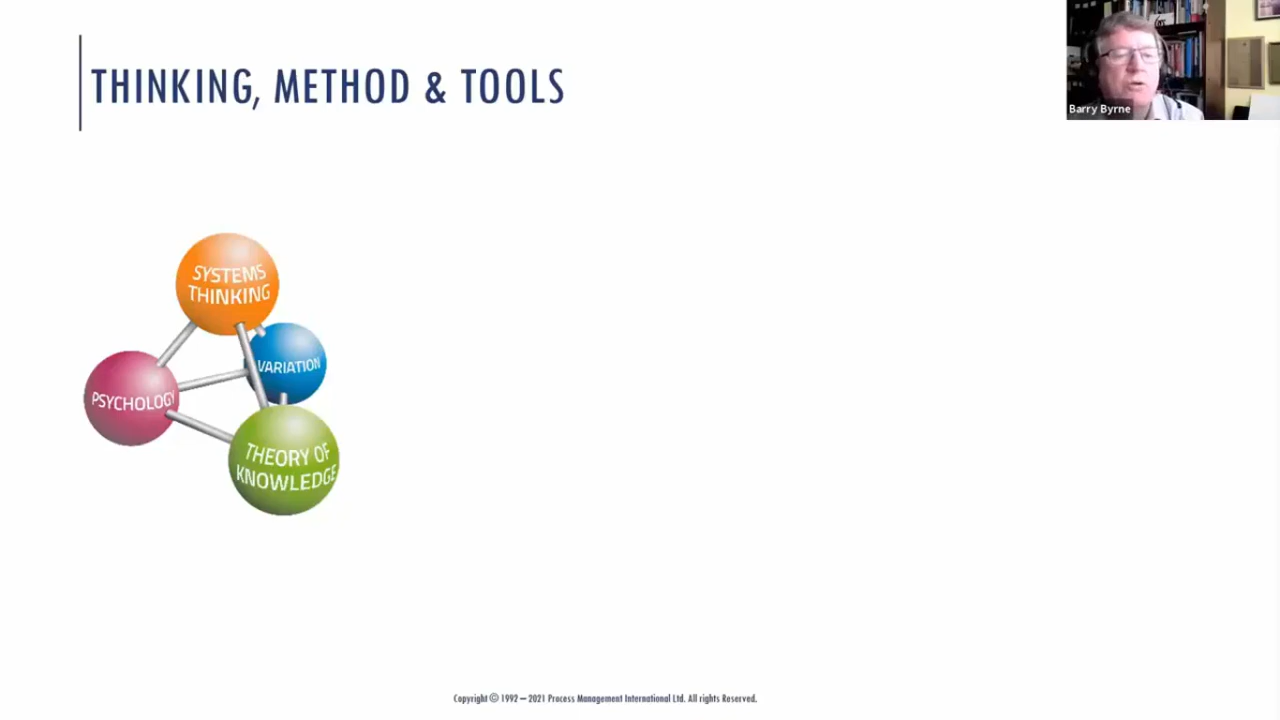 THINKING, METHOD & TOOLS
Barry Byrne
SYSTEMS
THINKING
VARIATION
PSYCHOLOGY
THEORY OF
KNOWLEDGE
Copyright © 1992 – 2021 Process Management International Ltd. All rights Reserved.